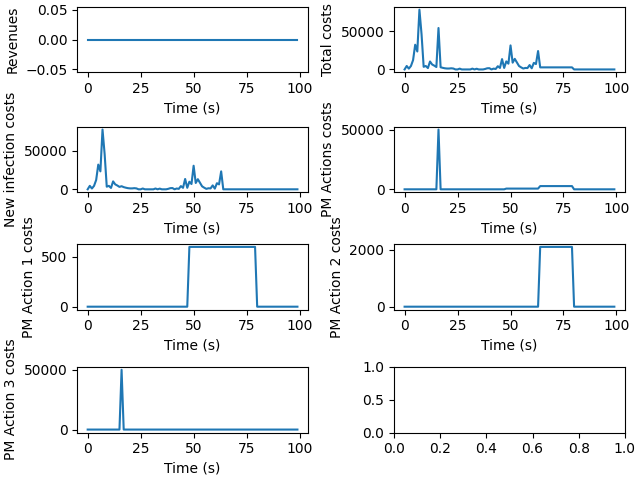 Revenues
0.05
0.00
−0.05
0 25 50 75 100
Time (s)
Total costs
50000
0
0 25 50 75 100
Time (s)
New infection costs
50000
0
0 25 50 75 100
Time (s)
PM Actions costs
50000
0
0 25 50 75 100
Time (s)
PM Action 1 costs
500
0
0 25 50 75 100
Time (s)
PM Action 2 costs
2000
0
0 25 50 75 100
Time (s)
PM Action 3 costs
50000
0
0 25 50 75 100
Time (s)
1.0
0.5
0.0
0.0 0.2 0.4 0.6 0.8 1.0